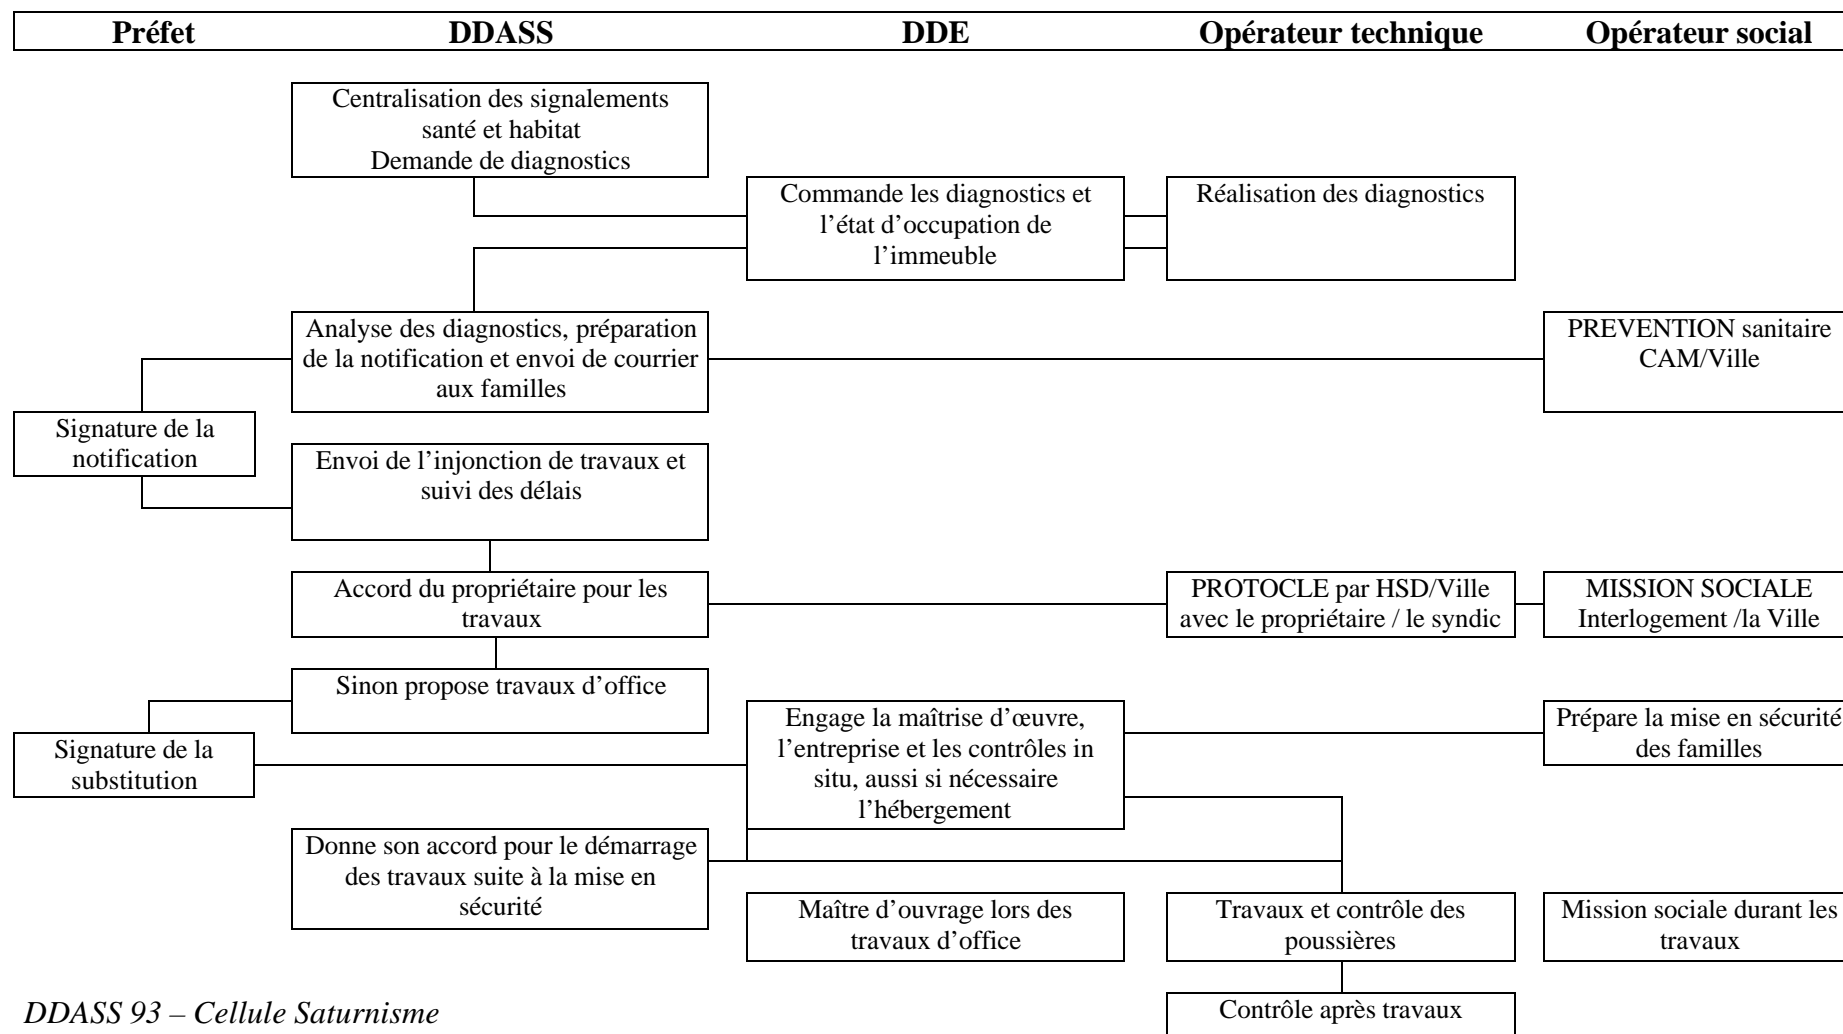 Préfet DDASS DDE Opérateur technique Opérateur social
Centralisation des signalements
santé et habitat
Demande de diagnostics
Commande les diagnostics et
l’état d’occupation de
l’immeuble
Réalisation des diagnostics
Analyse des diagnostics, préparation
de la notification et envoi de courrier
aux familles
PREVENTION sanitaire
CAM/Ville
Signature de la
notification
Envoi de l’injonction de travaux et
suivi des délais
Accord du propriétaire pour les
travaux
PROTOCLE par HSD/Ville
avec le propriétaire / le syndic
MISSION SOCIALE
Interlogement /la Ville
Sinon propose travaux d’office
Signature de la
substitution
Engage la maîtrise d’œuvre,
l’entreprise et les contrôles in
situ, aussi si nécessaire
l’hébergement
Prépare la mise en sécurité
des familles
Donne son accord pour le démarrage
des travaux suite à la mise en
sécurité
Maître d’ouvrage lors des
travaux d’office
Travaux et contrôle des
poussières
Mission sociale durant les
travaux
Contrôle après travaux
DDASS 93 – Cellule Saturnisme